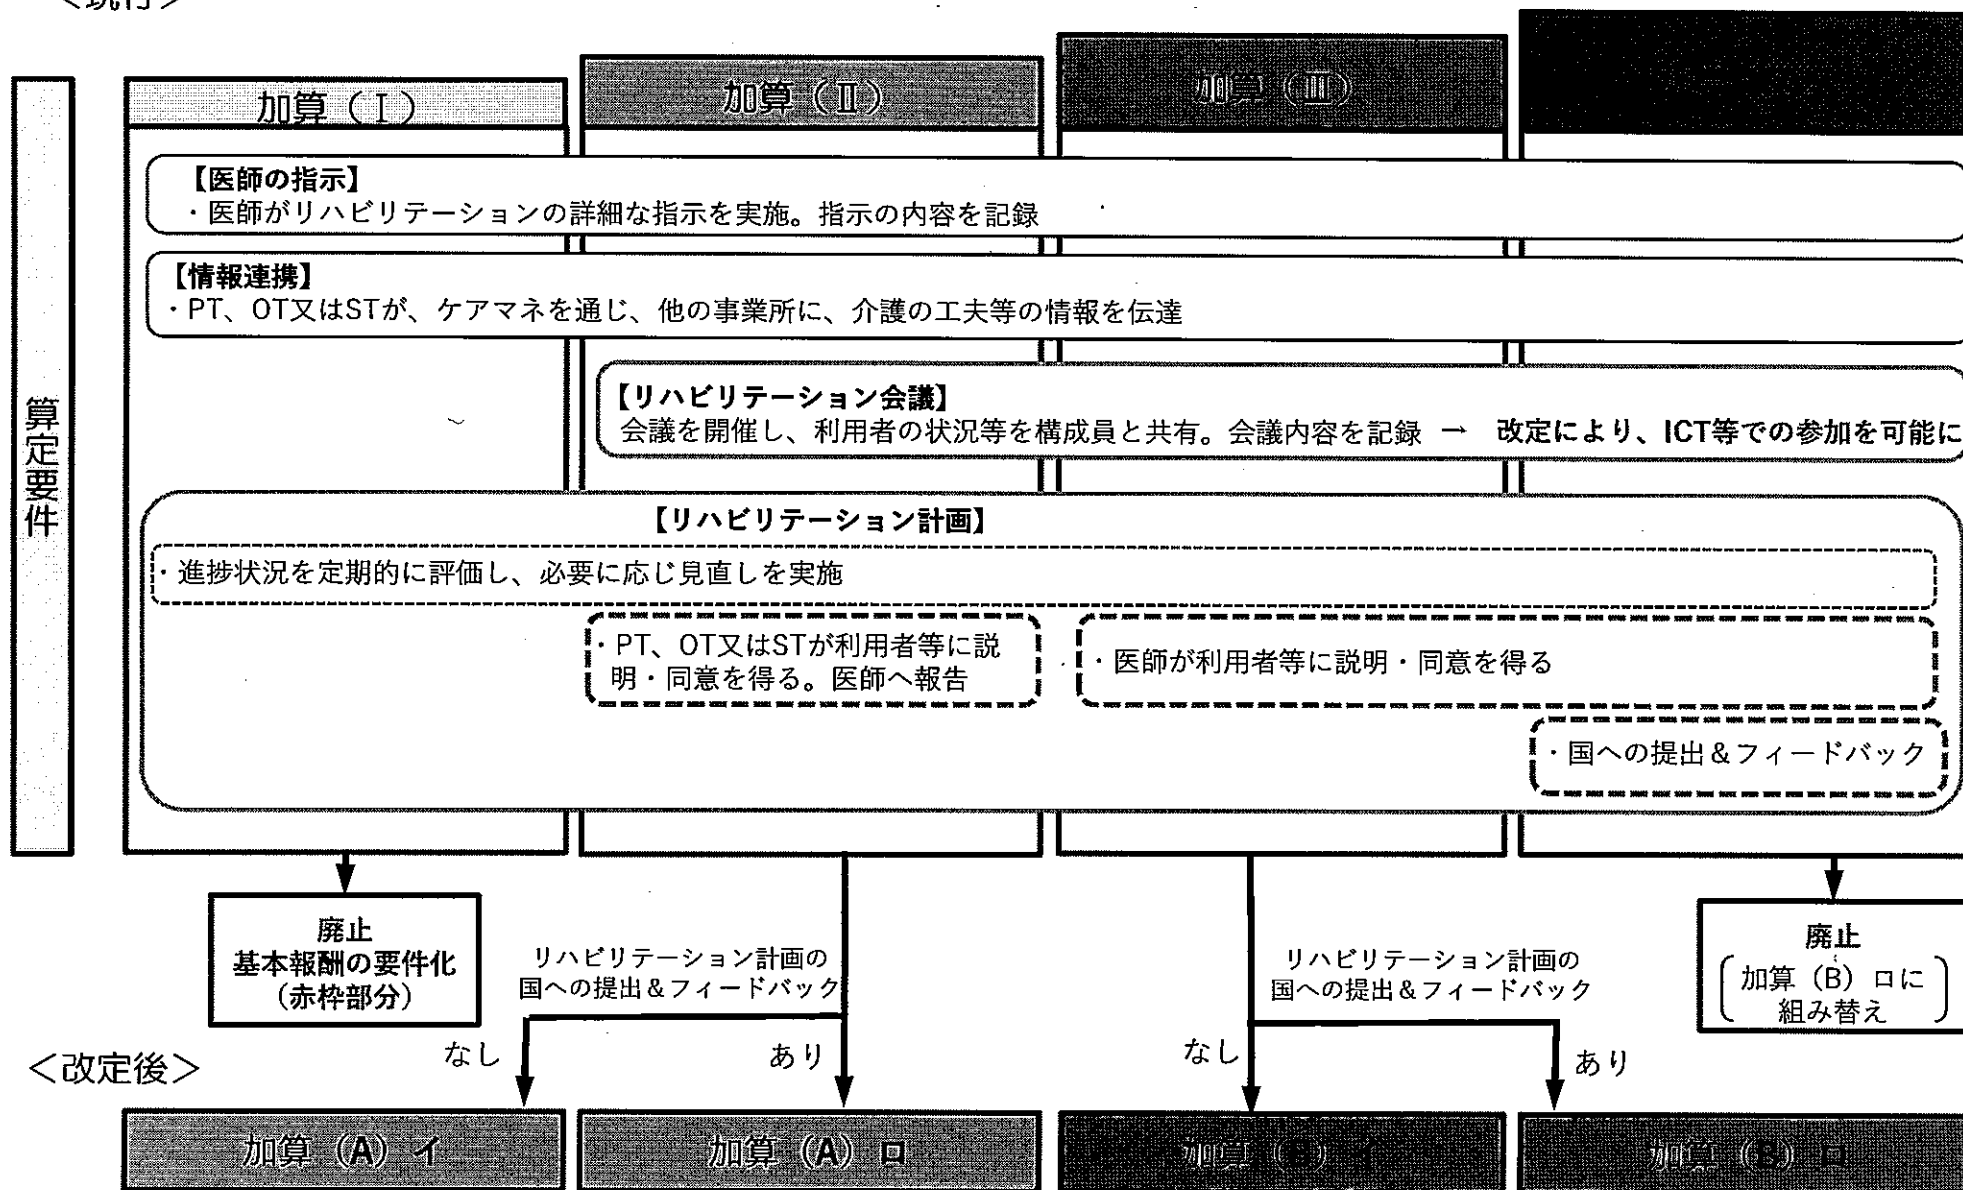 ＜現行＞
加算（Ⅰ）
加算（Ⅱ）
加算（Ⅲ）
算定要件
【医師の指示】
・医師がリハビリテーションの詳細な指示を実施。指示の内容を記録
【情報連携】
・PT、OT又はSTが、ケアマネを通じ、他の事業所に、介護の工夫等の情報を伝達
【リハビリテーション会議】
会議を開催し、利用者の状況等を構成員と共有。会議内容を記録 → 改定により、ICT等での参加を可能に
【リハビリテーション計画】
・進捗状況を定期的に評価し、必要に応じ見直しを実施
・PT、OT又はSTが利用者等に説
明・同意を得る。医師へ報告
・医師が利用者等に説明・同意を得る
・国への提出＆フィードバック
廃止
基本報酬の要件化
（赤枠部分）
リハビリテーション計画の
国への提出＆フィードバック
なし
あり
リハビリテーション計画の
国への提出＆フィードバック
なし
あり
廃止
加算（B）ロに
組み替え
＜改定後＞
加算（A）イ
加算（A）ロ
加算（B）イ
加算（B）ロ